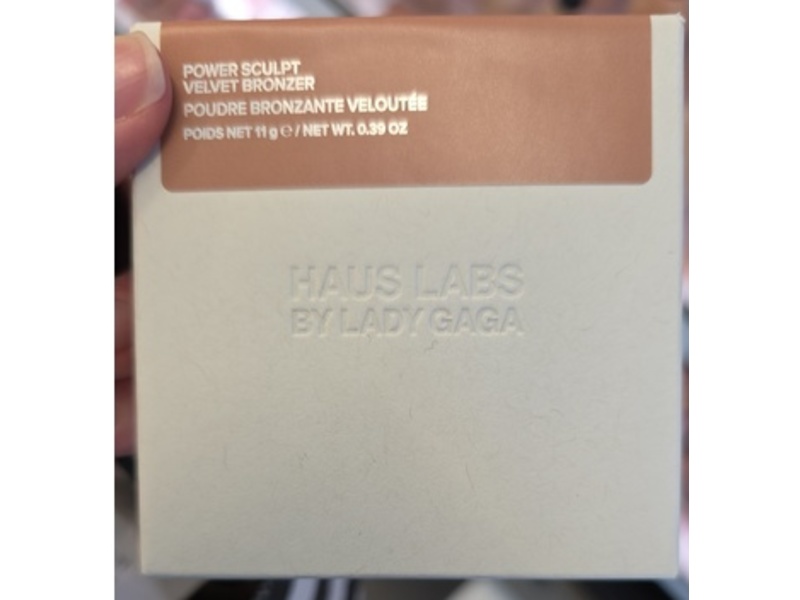 POWER SCULPT
VELVET BRONZER
POUDRE BRONZANTE VELOUTÉE
POIDS NET 11 g ℮ / NET WT. 0.39 OZ
HAUS LABS
BY LADY GAGA